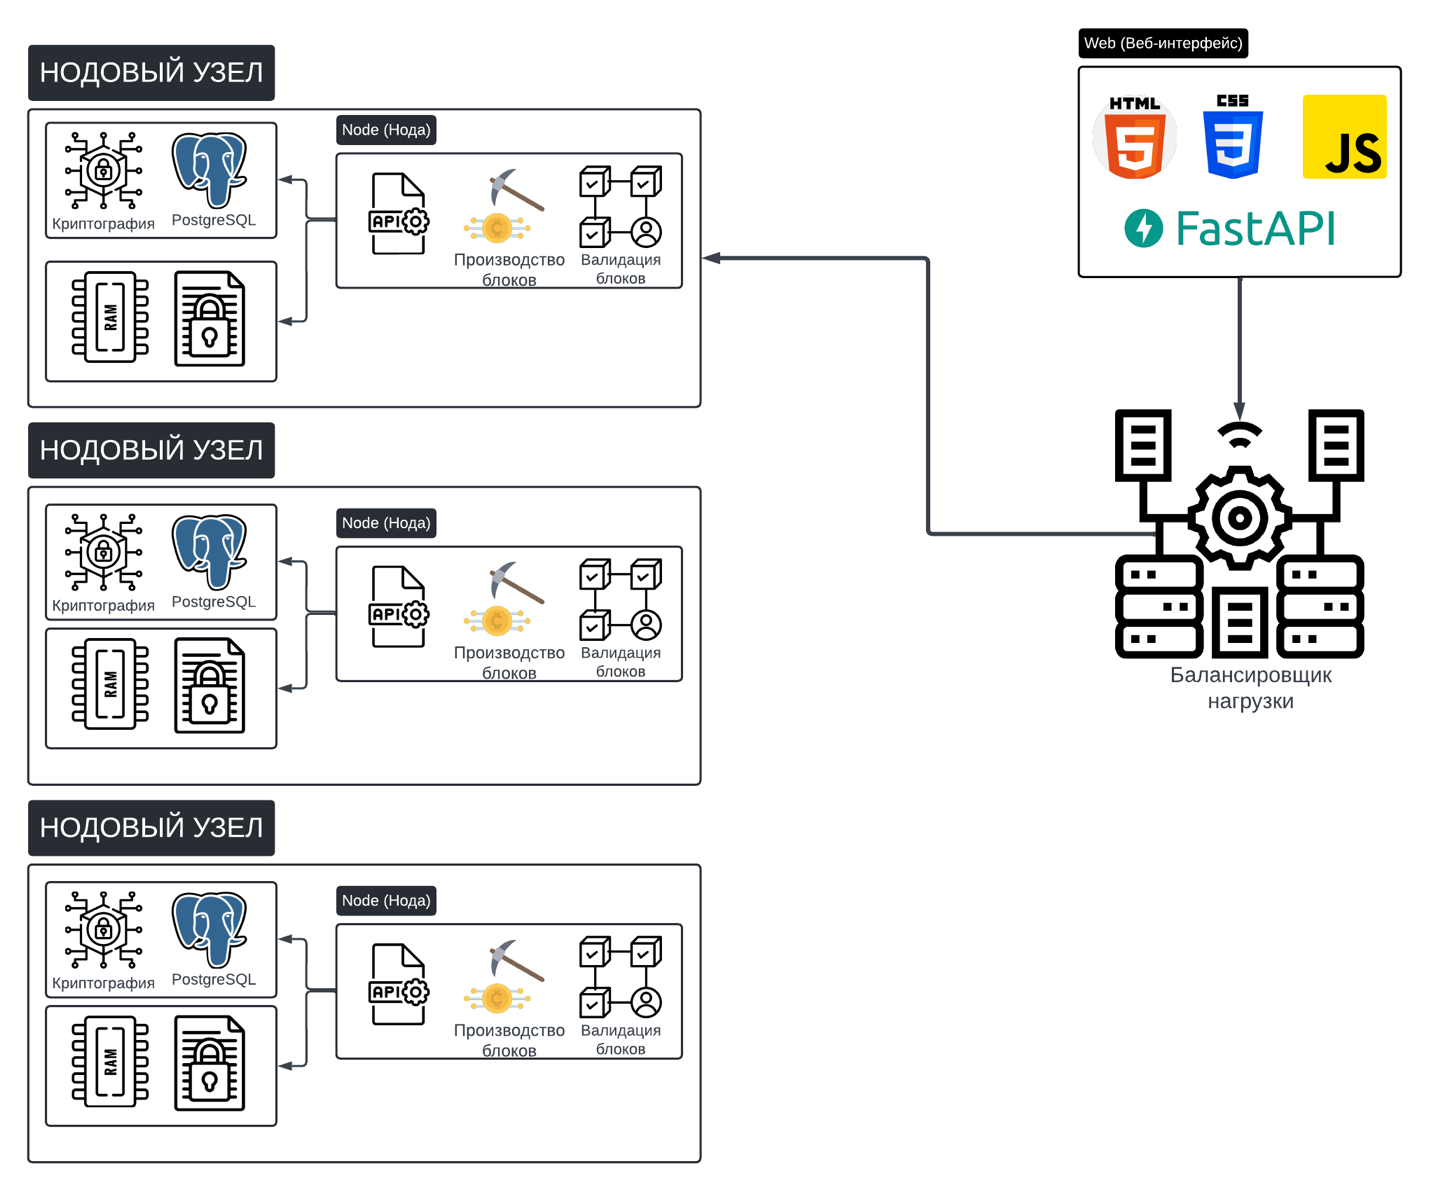 НОДОВЫЙ УЗЕЛ
Node (Нода)
Криптография
PostgreSQL
API
Производство
блоков
Валидация
блоков
RAM
НОДОВЫЙ УЗЕЛ
Node (Нода)
Криптография
PostgreSQL
API
Производство
блоков
Валидация
блоков
RAM
НОДОВЫЙ УЗЕЛ
Node (Нода)
Криптография
PostgreSQL
API
Производство
блоков
Валидация
блоков
RAM
Web (Веб-интерфейс)
HTML
5
CSS
3
JS
FastAPI
Балансировщик
нагрузки